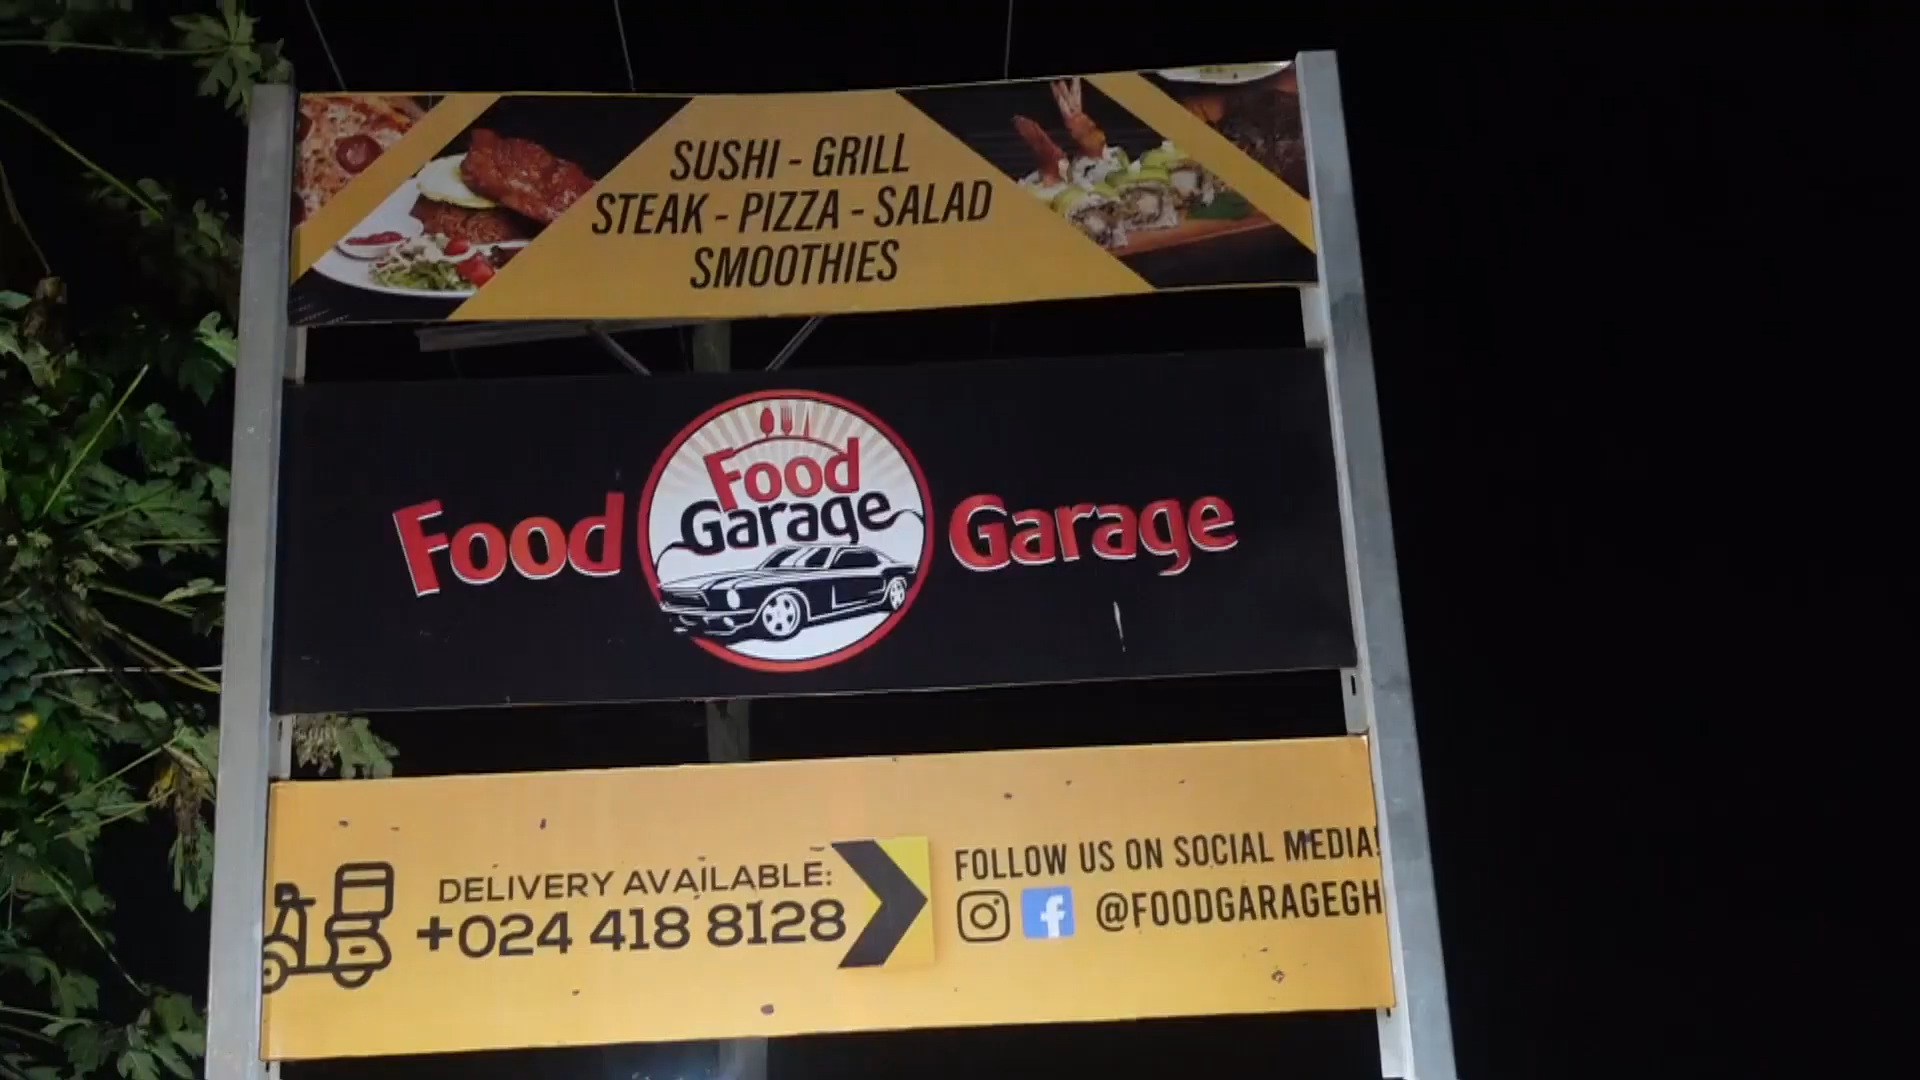 SUSHI - GRILL
STEAK - PIZZA - SALAD
SMOOTHIES
Food
Food
Garage
Garage
DELIVERY AVAILABLE:
+024 418 8128
FOLLOW US ON SOCIAL MEDIA!
@FOODGARAGEGH